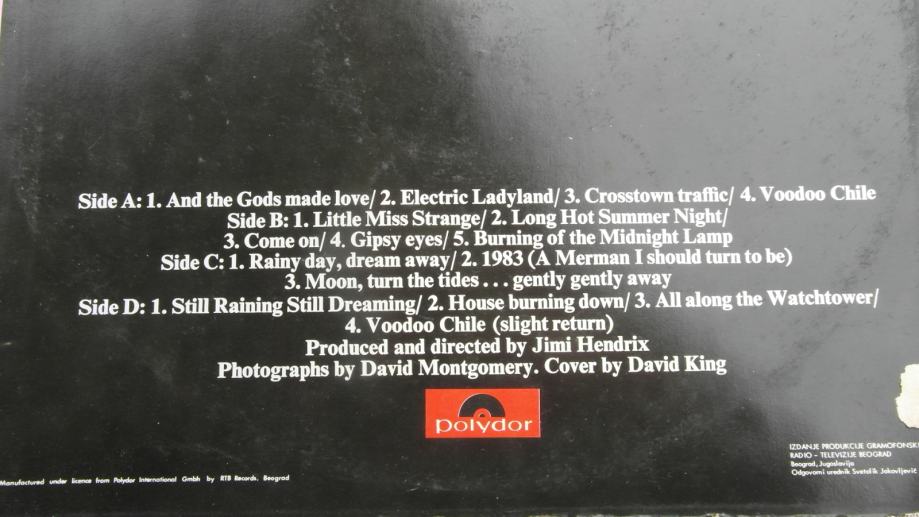 Side A: 1. And the Gods made love/ 2. Electric Ladyland/ 3. Crosstown traffic/ 4. Voodoo Chile
Side B: 1. Little Miss Strange/ 2. Long Hot Summer Night/
3. Come on/ 4. Gipsy eyes/ 5. Burning of the Midnight Lamp
Side C: 1. Rainy day, dream away/ 2. 1983 (A Merman I should turn to be)
3. Moon, turn the tides . . . gently gently away
Side D: 1. Still Raining Still Dreaming/ 2. House burning down/ 3. All along the Watchtower/
4. Voodoo Chile (slight return)
Produced and directed by Jimi Hendrix
Photographs by David Montgomery. Cover by David King
polydor
Manufactured under licence from Polydor International Gmbh by RTB Records, Beograd
IZDANJE PRODUKCIJE GRAMOFONSK
RADIO – TELEVIZIJE BEOGRAD
Beograd, Jugoslavija
Odgovorni urednik Svetolik Jakovljević